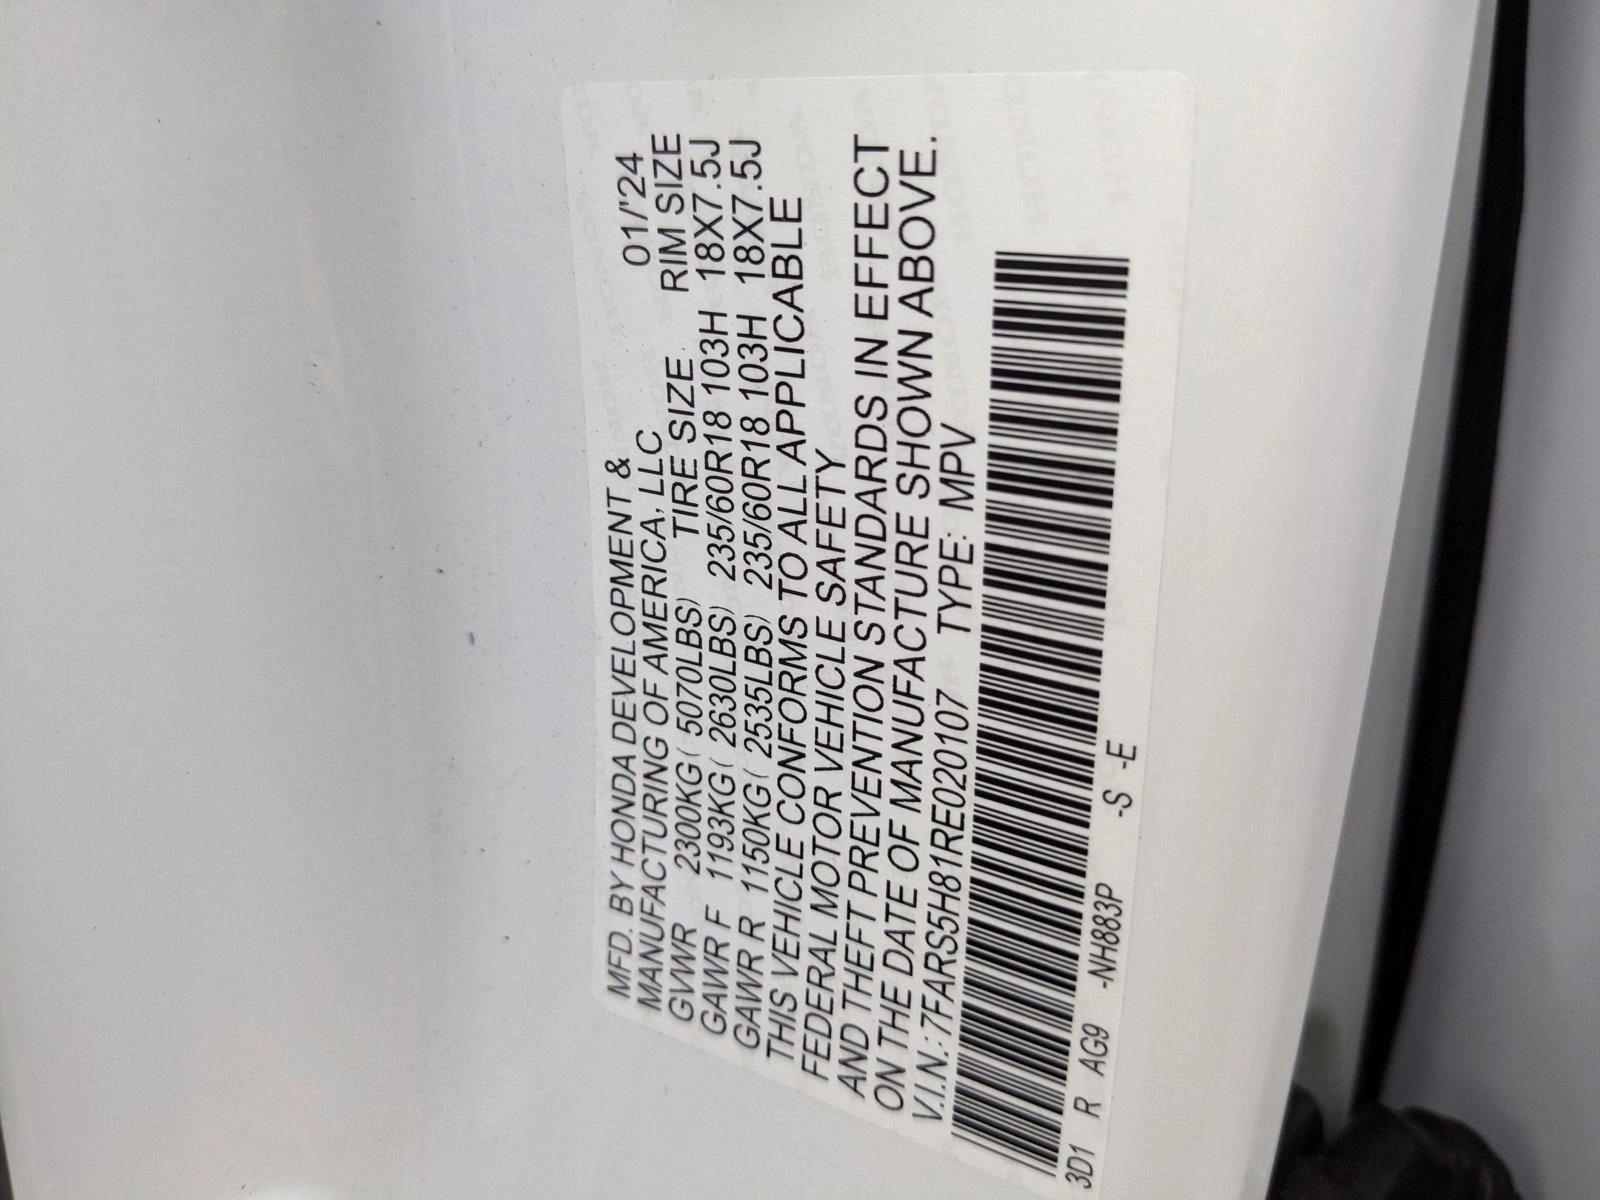 MFD. BY HONDA DEVELOPMENT & 01/'24
MANUFACTURING OF AMERICA, LLC RIM SIZE
GVWR 2300KG( 5070LBS) TIRE SIZE
GAWR F 1193KG( 2630LBS) 235/60R18 103H 18X7.5J
GAWR R 1150KG( 2535LBS) 235/60R18 103H 18X7.5J
THIS VEHICLE CONFORMS TO ALL APPLICABLE
FEDERAL MOTOR VEHICLE SAFETY
AND THEFT PREVENTION STANDARDS IN EFFECT
ON THE DATE OF MANUFACTURE SHOWN ABOVE.
V.I.N.: 7FARS5H81RE020107 TYPE: MPV
3D1 R AG9 -NH883P -S -E